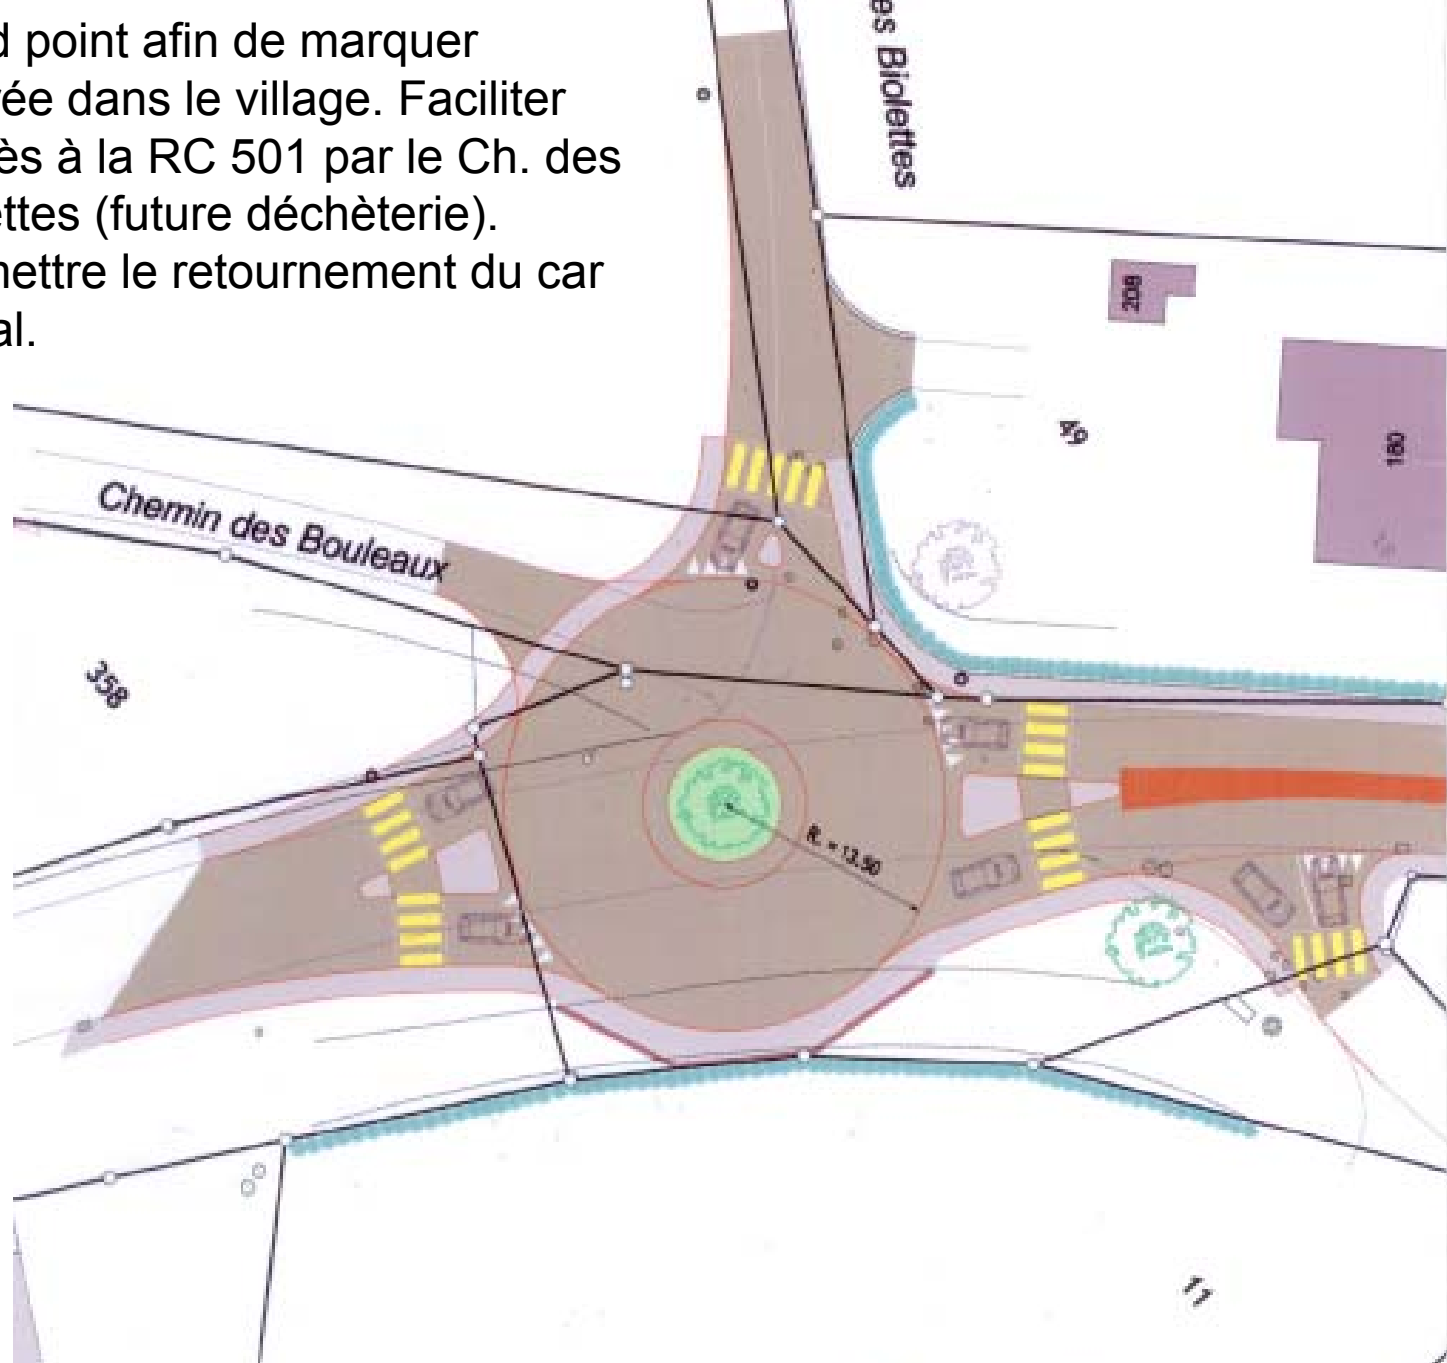 d point afin de marquer
rée dans le village. Faciliter
ès à la RC 501 par le Ch. des
ettes (future déchèterie).
nettre le retournement du car
al.
es Biolettes
208
49
180
Chemin des Bouleaux
358
R. = 13.50
11